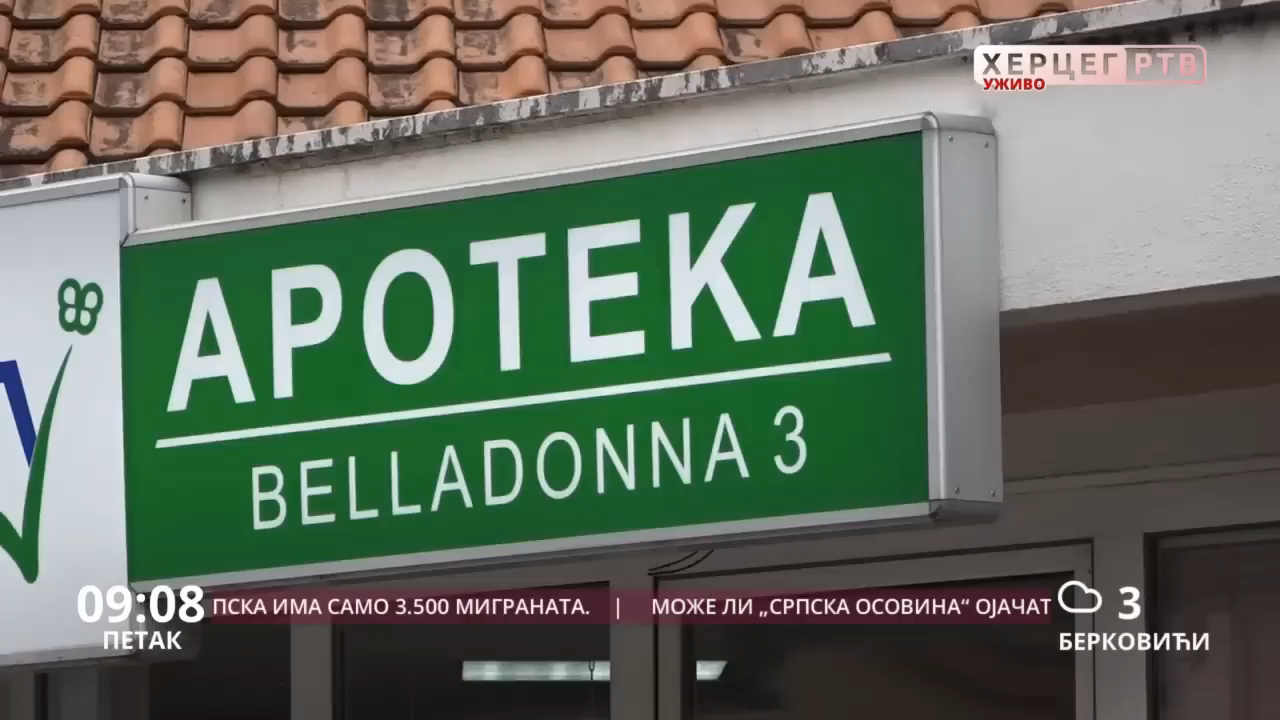 ХЕРЦЕГ РТВ
УЖИВО
APOTEKA
BELLADONNA 3
09:08
ПСКА ИМА САМО 3.500 МИГРАНАТА. | МОЖЕ ЛИ „СРПСКА ОСОВИНА“ ОЈАЧАТ
3
ПЕТАК
БЕРКОВИЋИ